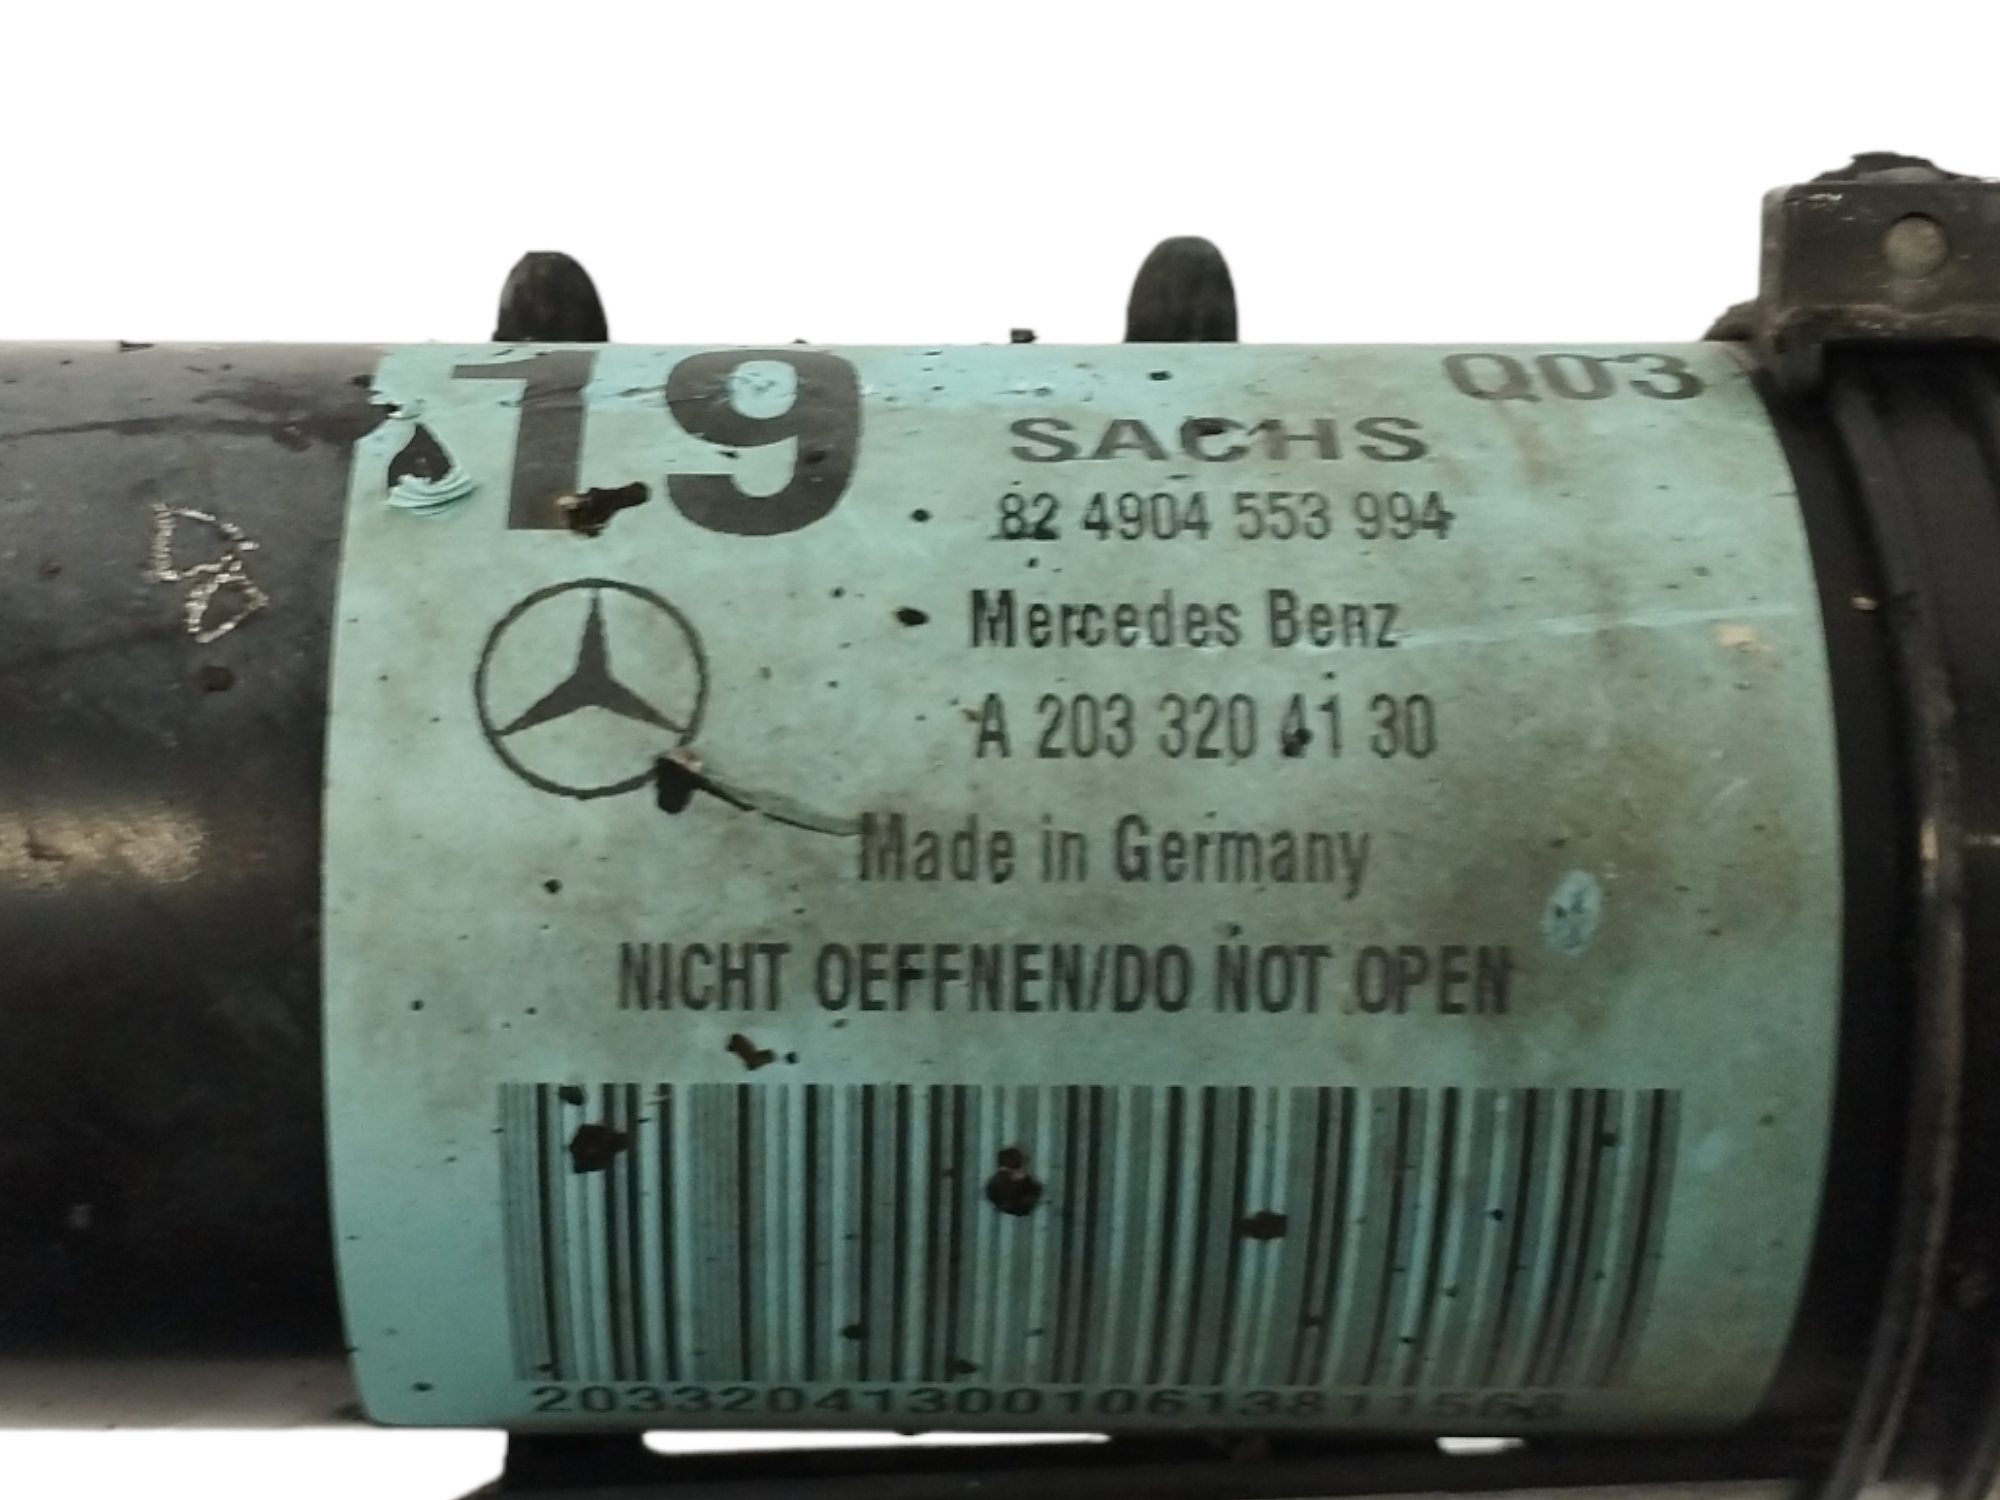 19
Q03
SACHS
82 4904 553 994
Mercedes Benz
A 203 320 41 30
Made in Germany
NICHT OEFFNEN/DO NOT OPEN